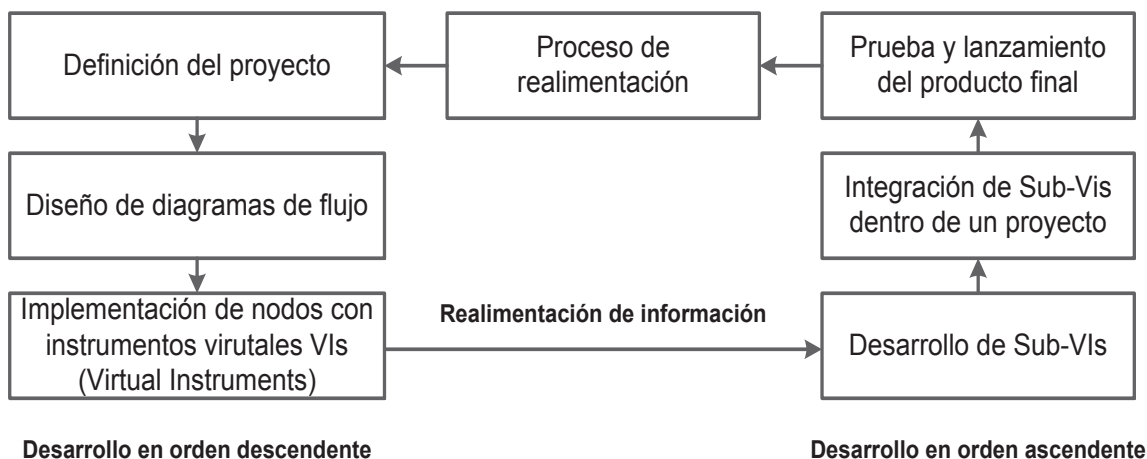 Definición del proyecto
Proceso de
realimentación
Prueba y lanzamiento
del producto final
Diseño de diagramas de flujo
Integración de Sub-Vis
dentro de un proyecto
Implementación de nodos con
instrumentos virutales VIs
(Virtual Instruments)
Realimentación de información
Desarrollo de Sub-VIs
Desarrollo en orden descendente
Desarrollo en orden ascendente